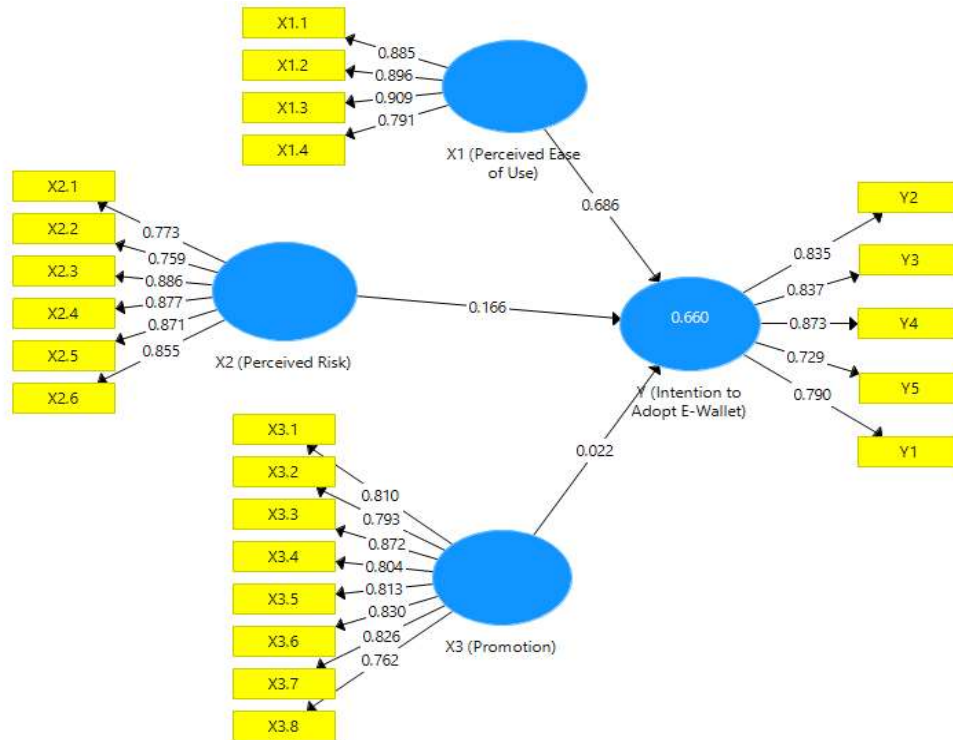 X1.1
X1.2
X1.3
X1.4
0.885
0.896
0.909
0.791
X1 (Perceived Ease
of Use)
0.686
X2.1
X2.2
X2.3
X2.4
X2.5
X2.6
0.773
0.759
0.886
0.877
0.871
0.855
X2 (Perceived Risk)
0.166
0.660
Y (Intention to
Adopt E-Wallet)
0.835
0.837
0.873
0.729
0.790
Y2
Y3
Y4
Y5
Y1
X3.1
X3.2
X3.3
X3.4
X3.5
X3.6
X3.7
X3.8
0.810
0.793
0.872
0.804
0.813
0.830
0.826
0.762
X3 (Promotion)
0.022